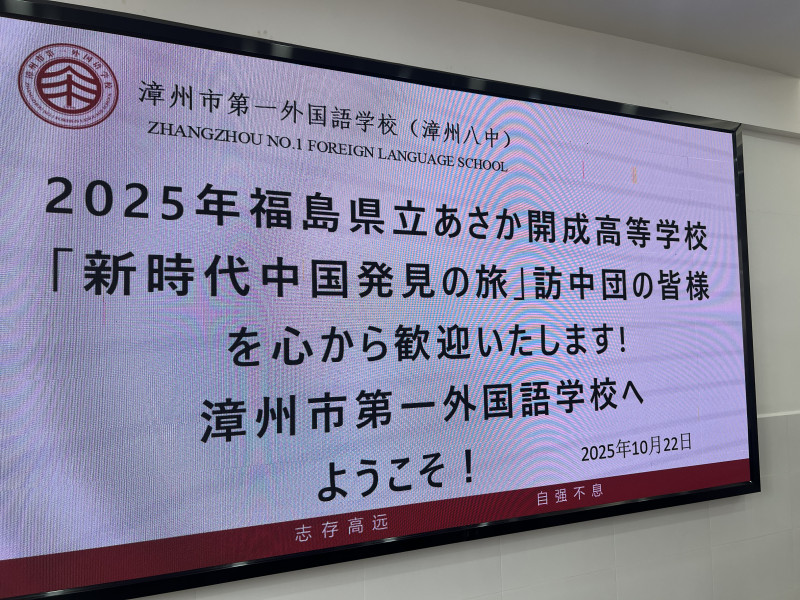 漳州市第一外国語学校（漳州八中）
ZHANGZHOU NO.1 FOREIGN LANGUAGE SCHOOL
2025年福島県立あさか開成高等学校
「新時代中国発見の旅」訪中団の皆様
を心から歓迎いたします!
漳州市第一外国語学校へ
ようこそ！
2025年10月22日
志存高远
自强不息